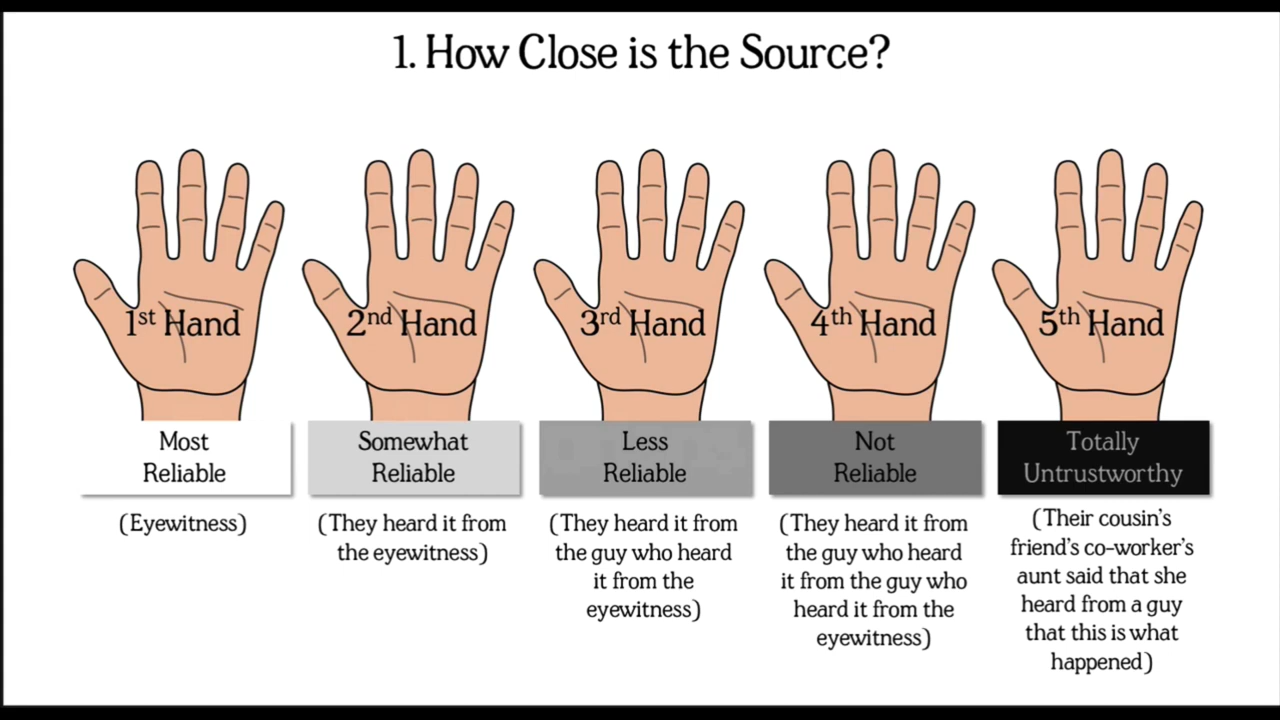 1. How Close is the Source?
1st Hand
2nd Hand
3rd Hand
4th Hand
5th Hand
Most
Reliable
Somewhat
Reliable
Less
Reliable
Not
Reliable
Totally
Untrustworthy
(Eyewitness)
(They heard it from
the eyewitness)
(They heard it from
the guy who heard
it from the
eyewitness)
(They heard it from
the guy who heard
it from the guy who
heard it from the
eyewitness)
(Their cousin's
friend's co-worker's
aunt said that she
heard from a guy
that this is what
happened)